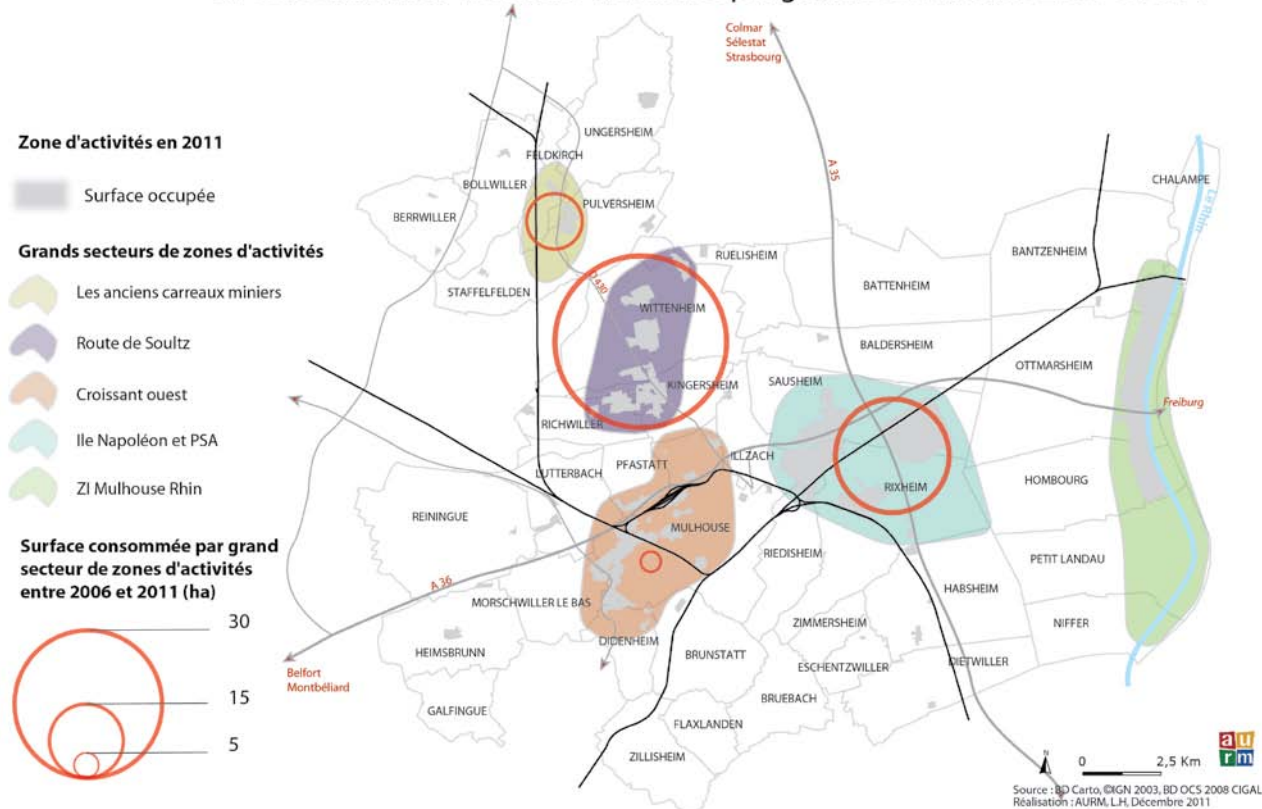 Colmar
Sélestat
Strasbourg
Zone d'activités en 2011
Surface occupée
Grands secteurs de zones d'activités
Les anciens carreaux miniers
Route de Soultz
Croissant ouest
Ile Napoléon et PSA
ZI Mulhouse Rhin
Surface consommée par grand
secteur de zones d'activités
entre 2006 et 2011 (ha)
30
15
5
UNGERSHEIM
FELDKIRCH
BOLLWILLER
BERRWILLER
PULVERSHEIM
STAFFELFELDEN
D 430
RUELISHEIM
WITTENHEIM
A 35
CHALAMPE
Le Rhin
BANTZENHEIM
BATTENHEIM
BALDERSHEIM
OTTMARSHEIM
KINGERSHEIM
SAUSHEIM
Freiburg
RICHWILLER
LUTTERBACH
PFASTATT
ILLZACH
RIXHEIM
HOMBOURG
REININGUE
MULHOUSE
RIEDISHEIM
PETIT LANDAU
A 36
HABSHEIM
MORSCHWILLER LE BAS
NIFFER
ZIMMERSHEIM
DIDENHEIM
HEIMSBRUNN
BRUNSTATT
ESCHENTZWILLER
DIETWILLER
Belfort
Montbéliard
BRUEBACH
GALFINGUE
FLAXLANDEN
ZILLISHEIM
N
0 2,5 Km
au
rm
Source : BD Carto, ©IGN 2003, BD OCS 2008 CIGAL
Réalisation : AURM, L.H, Décembre 2011